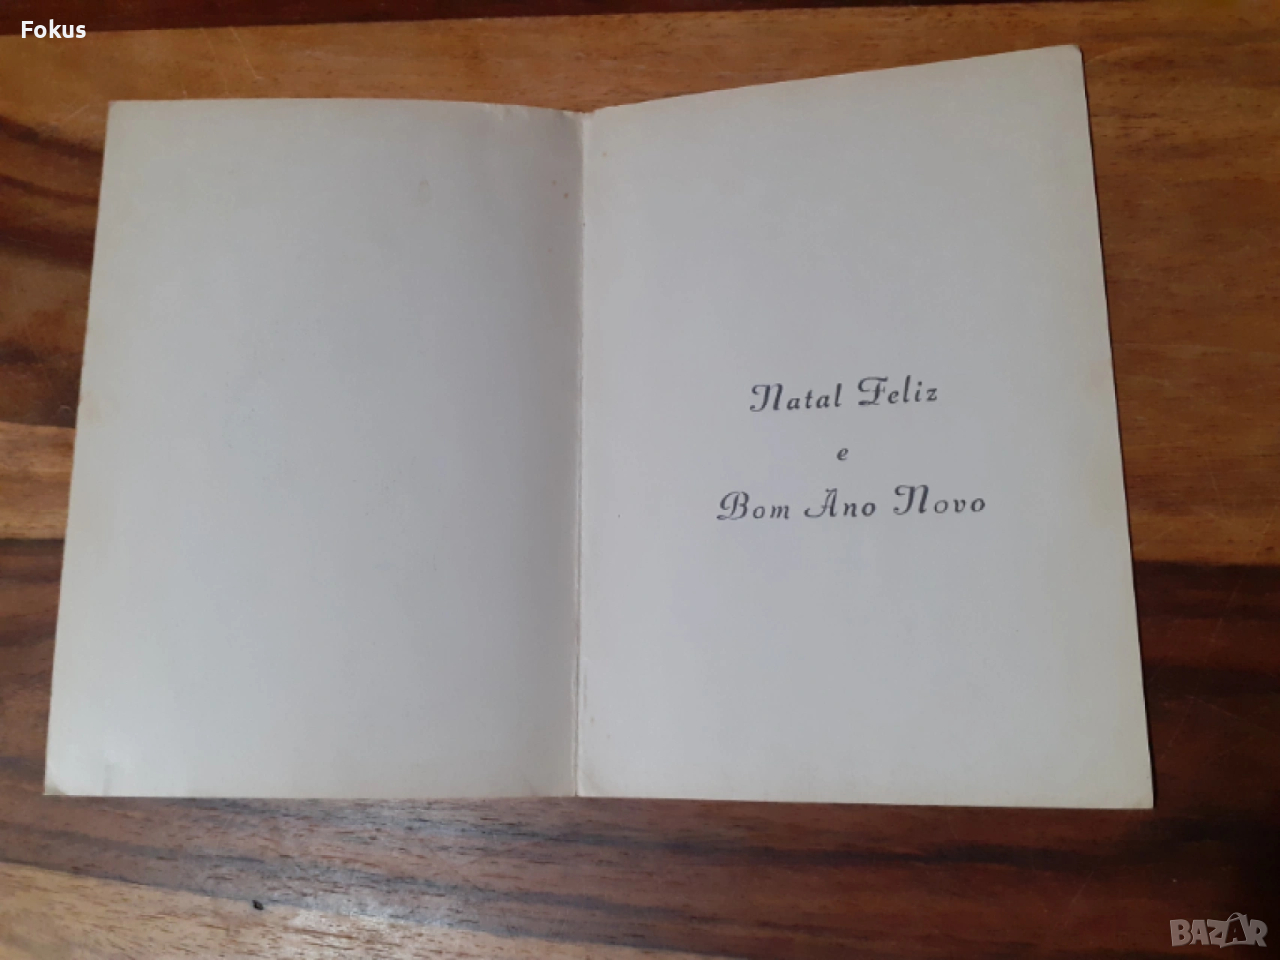 Fokus
Natal Feliz
e
Bom Ano Novo
BAZAR